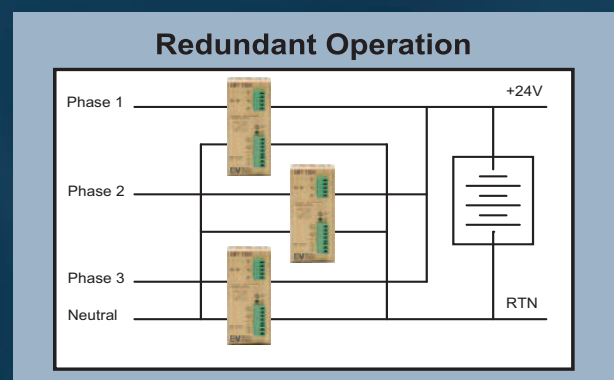 Redundant Operation
Phase 1
+24V
Phase 2
Phase 3
Neutral
RTN